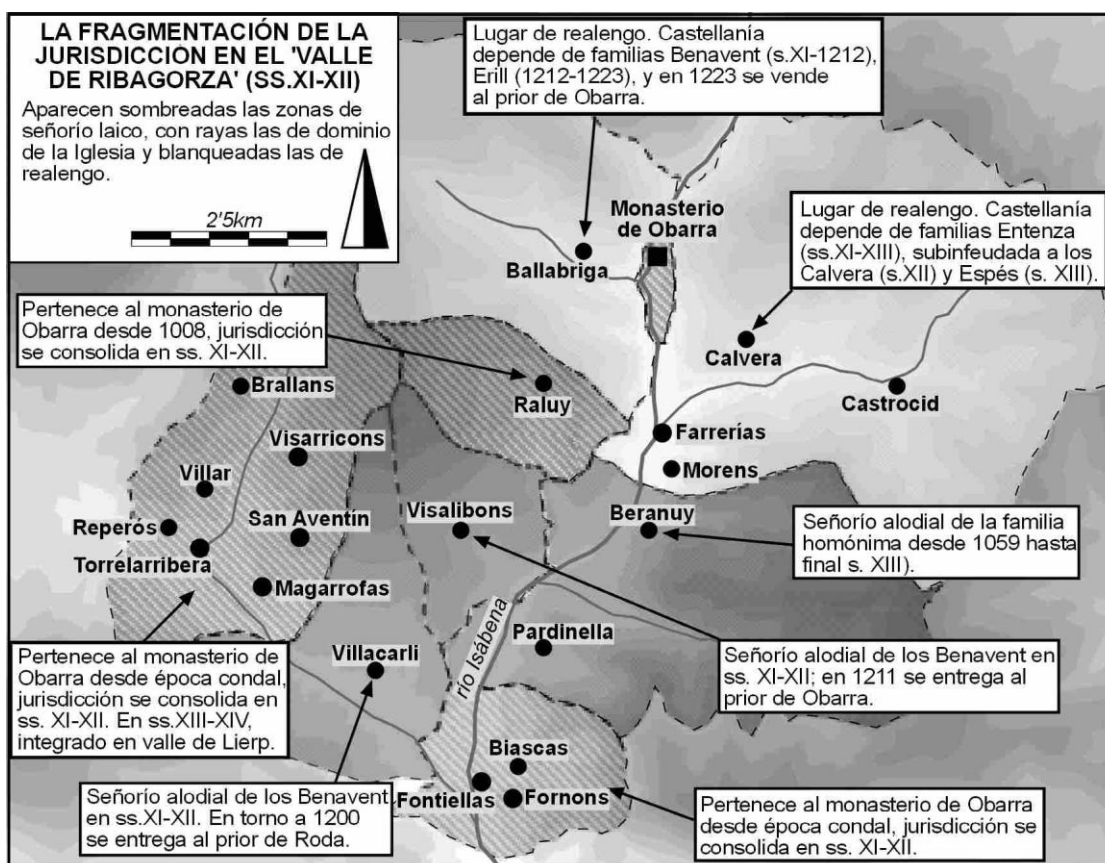 LA FRAGMENTACIÓN DE LA
JURISDICCIÓN EN EL 'VALLE
DE RIBAGORZA' (SS.XI-XII)
Aparecen sombreadas las zonas de
señorío laico, con rayas las de dominio
de la Iglesia y blanqueadas las de
realengo.
2'5km
Lugar de realengo. Castellanía
depende de familias Benavent (s.XI-1212),
Erill (1212-1223), y en 1223 se vende
al prior de Obarra.
Monasterio
de Obarra
Ballabriga
Lugar de realengo. Castellanía
depende de familias Entenza
(ss.XI-XIII), subinfeudada a los
Calvera (s.XII) y Espés (s. XIII).
Pertenece al monasterio de
Obarra desde 1008, jurisdicción
se consolida en ss. XI-XII.
Calvera
Brallans
Raluy
Castrocid
Visarricons
Farrerías
Villar
Morens
Reperós
San Aventín
Visalibons
Beranuy
Torrelarribera
Magarrofas
Señorío alodial de la familia
homónima desde 1059 hasta
final s. XIII).
río Isábena
Pardinella
Villacarli
Pertenece al monasterio de
Obarra desde época condal,
jurisdicción se consolida en
ss. XI-XII. En ss.XIII-XIV,
integrado en valle de Lierp.
Señorío alodial de los Benavent en
ss. XI-XII; en 1211 se entrega al
prior de Obarra.
Biascas
Fontiellas
Fornons
Señorío alodial de los Benavent
en ss.XI-XII. En torno a 1200
se entrega al prior de Roda.
Pertenece al monasterio de Obarra
desde época condal, jurisdicción se
consolida en ss. XI-XII.